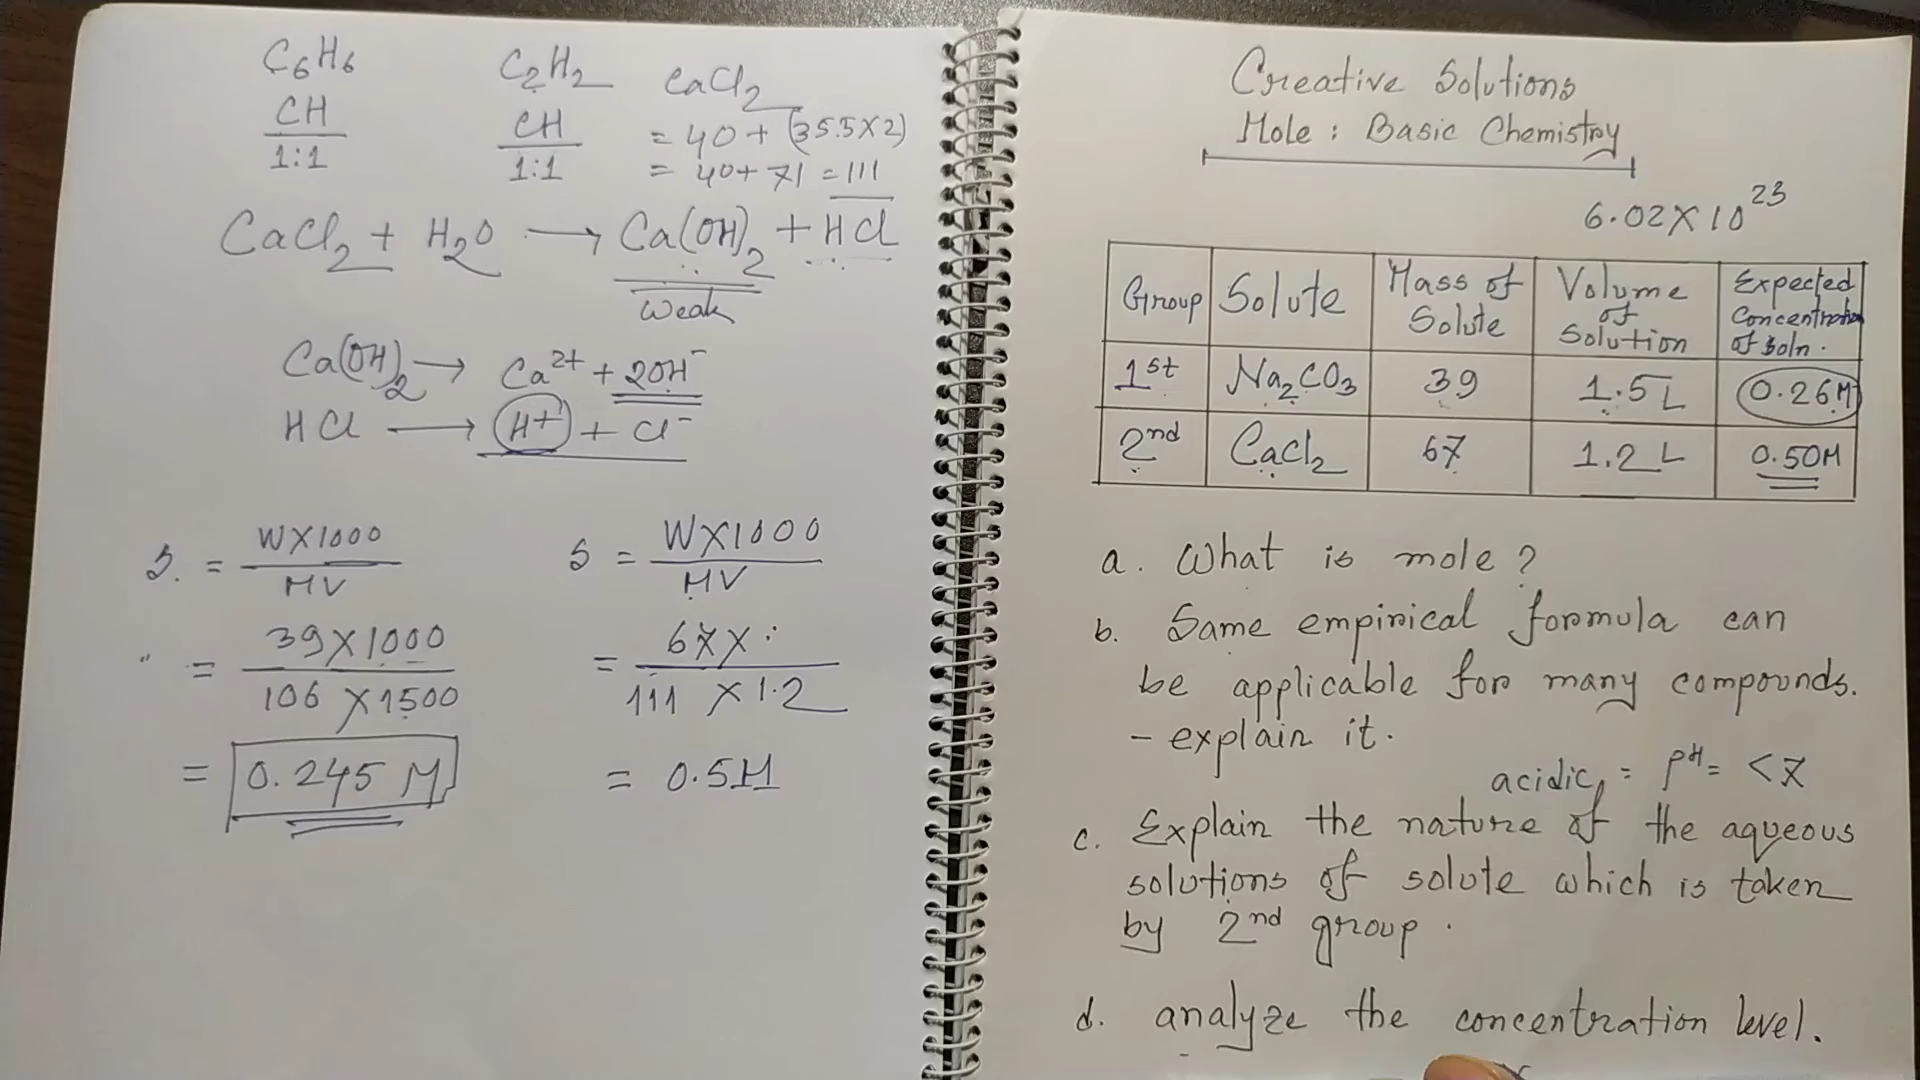 C6H6
CH
1:1
C2H2
CH
1:1
CaCl2
= 40 + (35.5 X 2)
= 40 + 71 = 111
CaCl2 + H2O → Ca(OH)2 + HCl
Weak
Ca(OH)2 → Ca2+ + 2OH-
HCl → H+ + Cl-
S. = WX1000
MV
= 39X1000
106 X 1500
= 0.245 M
S = WX1000
MV
= 67X
111 X 1.2
= 0.5M
Creative Solutions
Mole : Basic Chemistry
6.02X10 23
Group Solute Mass of Solute Volume of Solution Expected Concentration of Soln.
1st Na2CO3 39 1.5 L 0.26M
2nd CaCl2 67 1.2 L 0.50M
a. What is mole ?
b. Same empirical formula can
be applicable for many compounds.
- explain it.
acidic, = pH = < 7
c. Explain the nature of the aqueous
solutions of solute which is taken
by 2nd group.
d. analyze the concentration level.